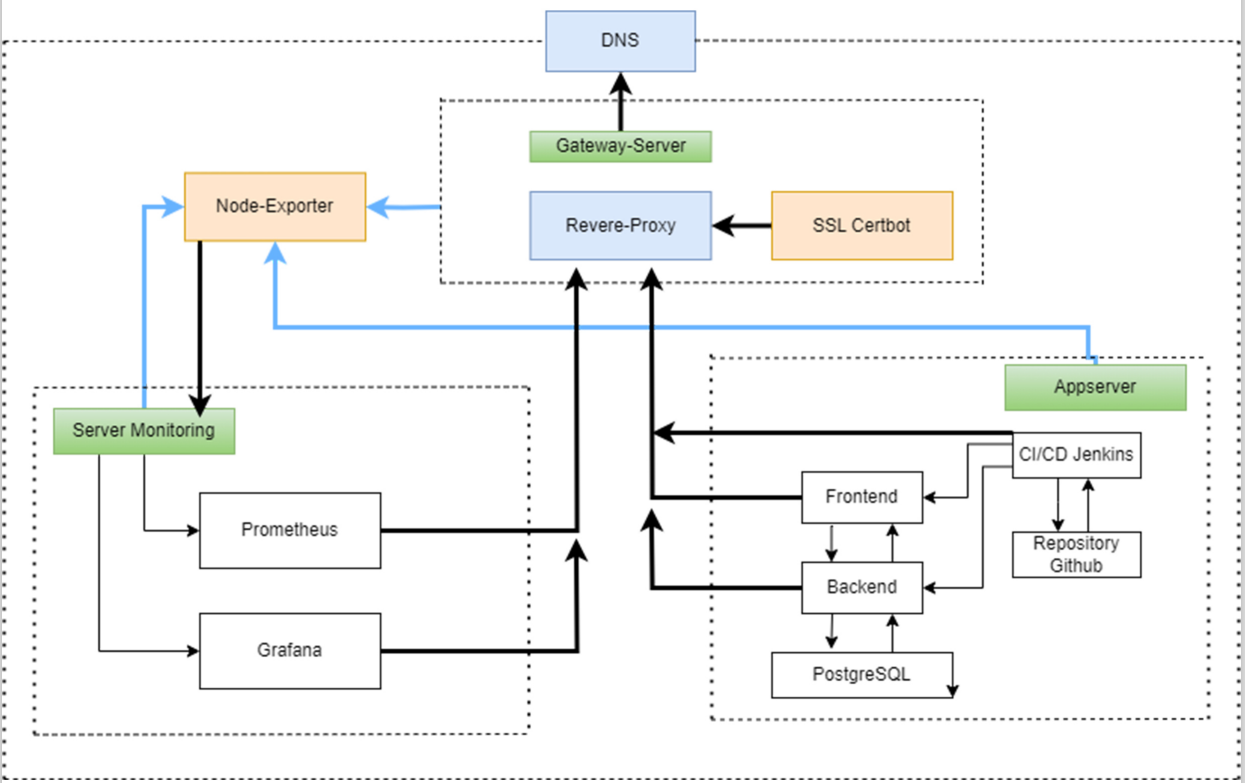 DNS
Gateway-Server
Node-Exporter
Revere-Proxy
SSL Certbot
Appserver
Server Monitoring
CI/CD Jenkins
Frontend
Prometheus
Repository
Github
Backend
Grafana
PostgreSQL